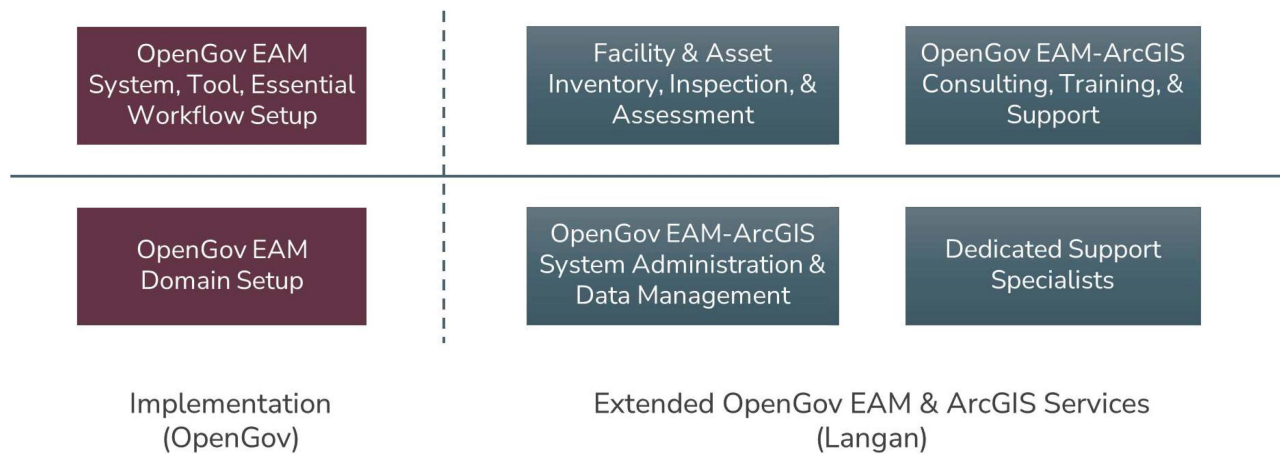 OpenGov EAM
System, Tool, Essential
Workflow Setup
Facility & Asset
Inventory, Inspection, &
Assessment
OpenGov EAM-ArcGIS
Consulting, Training, &
Support
OpenGov EAM
Domain Setup
OpenGov EAM-ArcGIS
System Administration &
Data Management
Dedicated Support
Specialists
Implementation
(OpenGov)
Extended OpenGov EAM & ArcGIS Services
(Langan)